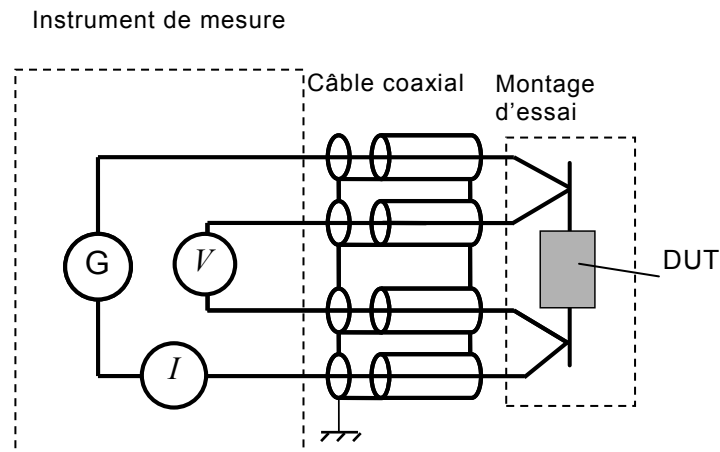 Instrument de mesure
Câble coaxial
Montage
d'essai
G
V
DUT
I